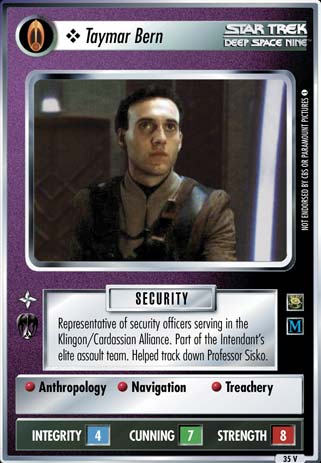 ❖ Taymar Bern
STAR TREK
DEEP SPACE NINE
NOT ENDORSED BY CBS OR PARAMOUNT PICTURES
SECURITY
Representative of security officers serving in the
Klingon/Cardassian Alliance. Part of the Intendant's
elite assault team. Helped track down Professor Sisko.
M
Anthropology Navigation Treachery
INTEGRITY 4 CUNNING 7 STRENGTH 8
35 V